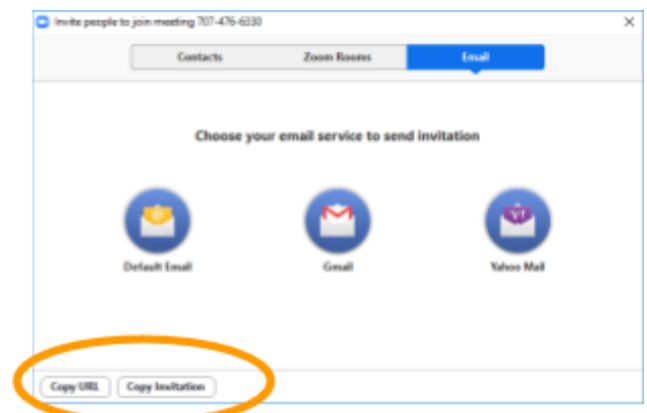 Invite people to join meeting 707-476-6330
Contacts Zoom Rooms Email
Choose your email service to send invitation
Default Email Gmail Yahoo Mail
Copy URL Copy Invitation